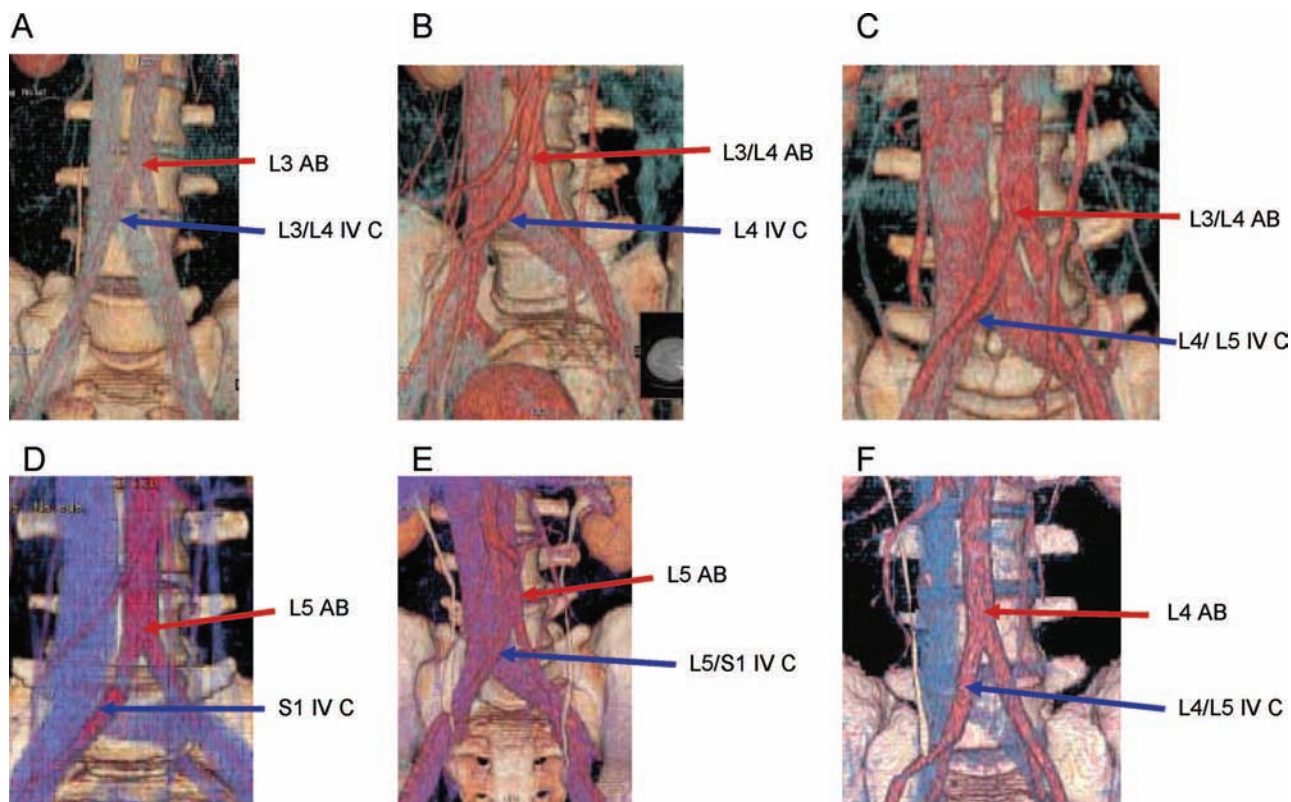 A
B
C
L3 AB
L3/L4 IV C
L3/L4 AB
L4 IV C
L3/L4 AB
L4/ L5 IV C
D
E
F
L5 AB
S1 IV C
L5 AB
L5/S1 IV C
L4 AB
L4/L5 IV C